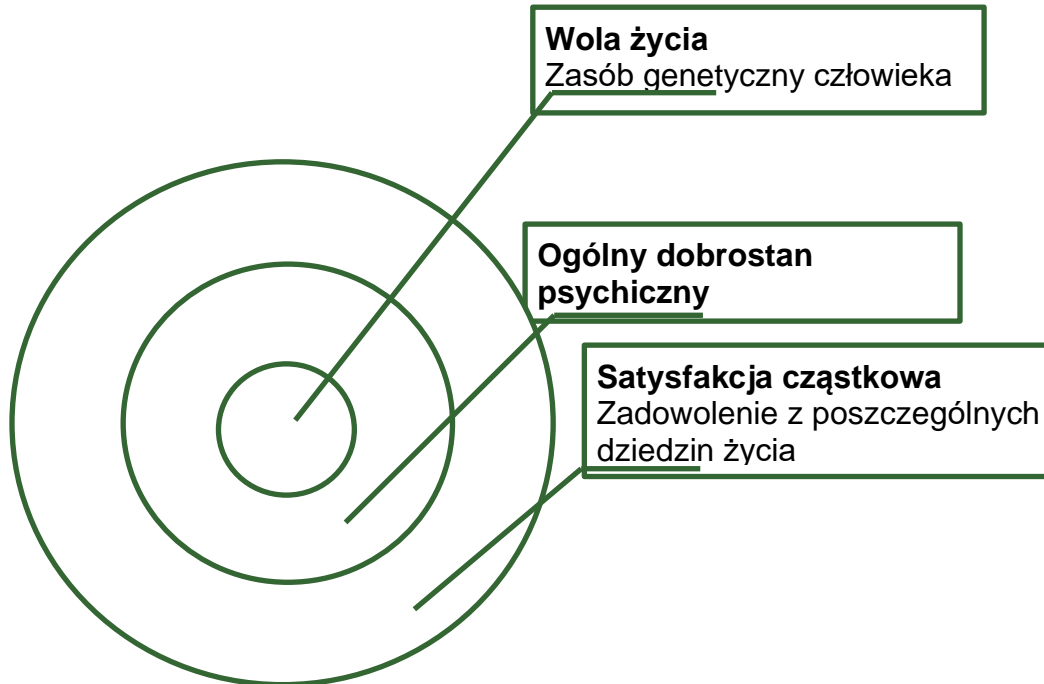 Wola życia
Zasób genetyczny człowieka
Ogólny dobrostan
psychiczny
Satysfakcja cząstkowa
Zadowolenie z poszczególnych
dziedzin życia